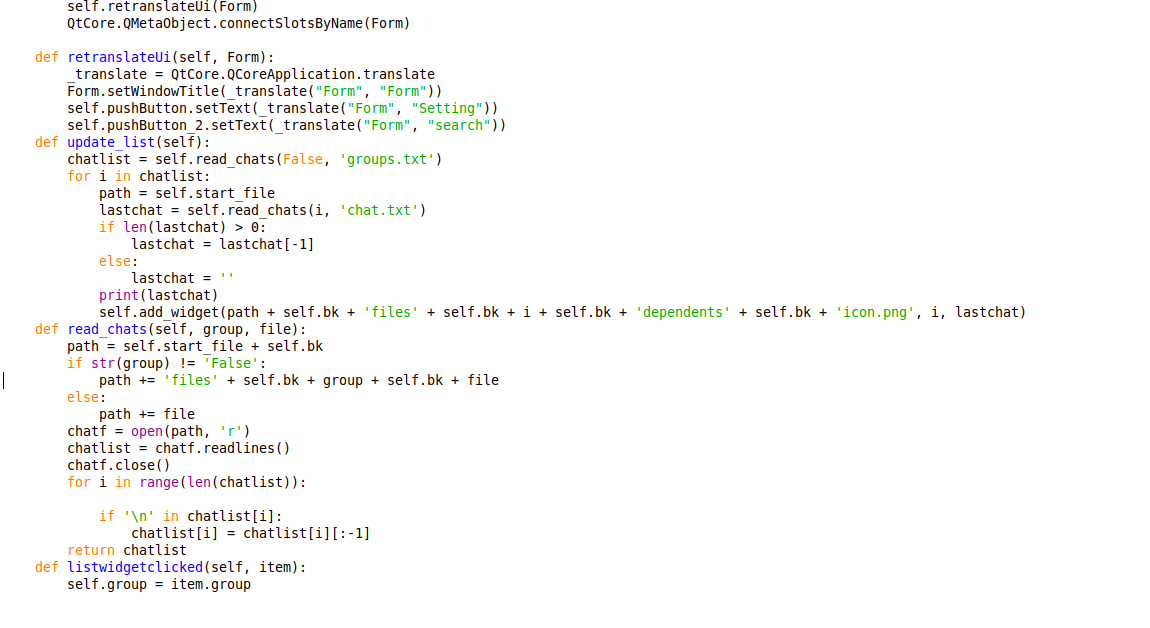 self.retranslateUi(Form)
        QtCore.QMetaObject.connectSlotsByName(Form)

    def retranslateUi(self, Form):
        _translate = QtCore.QCoreApplication.translate
        Form.setWindowTitle(_translate("Form", "Form"))
        self.pushButton.setText(_translate("Form", "Setting"))
        self.pushButton_2.setText(_translate("Form", "search"))
    def update_list(self):
        chatlist = self.read_chats(False, 'groups.txt')
        for i in chatlist:
            path = self.start_file
            lastchat = self.read_chats(i, 'chat.txt')
            if len(lastchat) > 0:
                lastchat = lastchat[-1]
            else:
                lastchat = ''
            print(lastchat)
            self.add_widget(path + self.bk + 'files' + self.bk + i + self.bk + 'dependents' + self.bk + 'icon.png', i, lastchat)
    def read_chats(self, group, file):
        path = self.start_file + self.bk
        if str(group) != 'False':
            path += 'files' + self.bk + group + self.bk + file
        else:
            path += file
        chatf = open(path, 'r')
        chatlist = chatf.readlines()
        chatf.close()
        for i in range(len(chatlist)):

            if '\n' in chatlist[i]:
                chatlist[i] = chatlist[i][:-1]
        return chatlist
    def listwidgetclicked(self, item):
        self.group = item.group